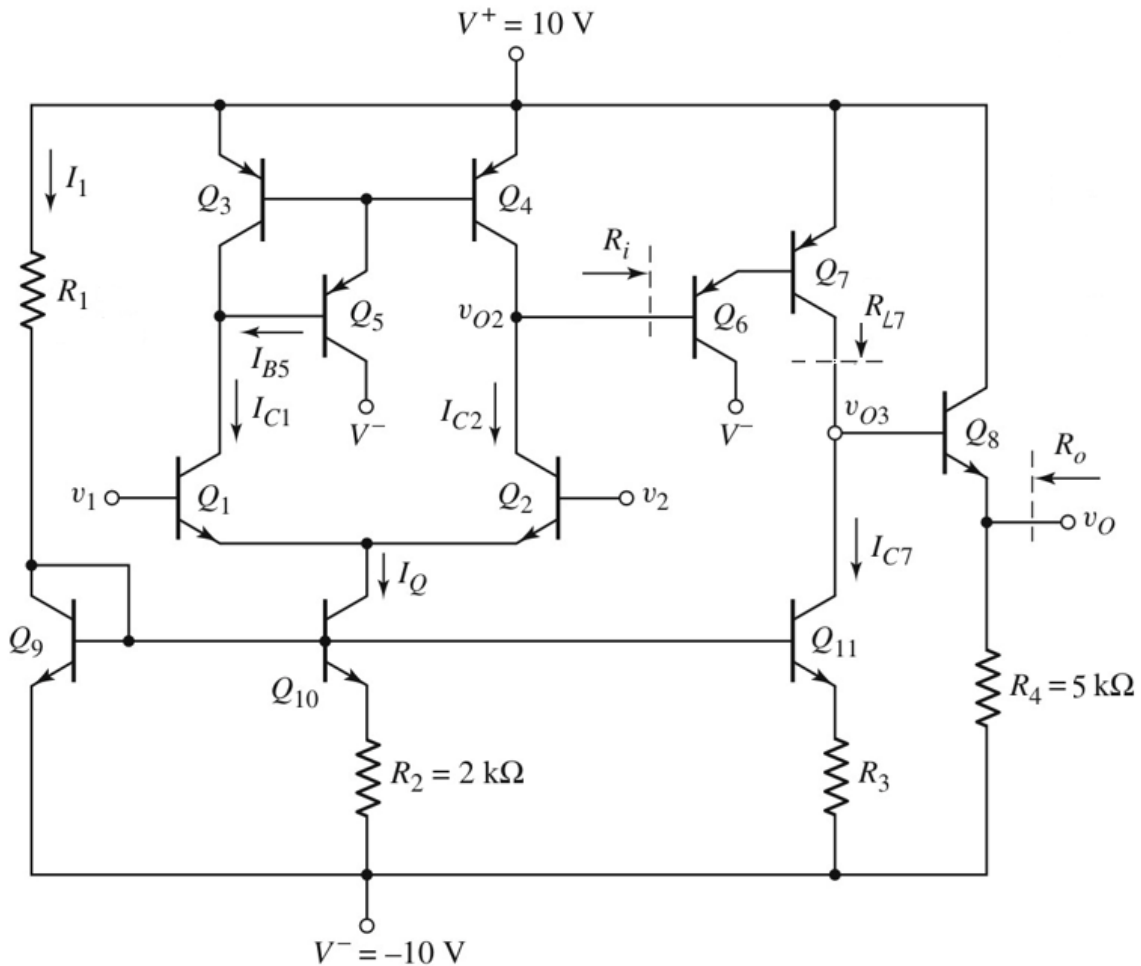 V⁺ = 10 V
I₁
Q₃
Q₄
R₁
Rᵢ
Q₇
v_O2
Q₆
Q₅
R_L7
I_B5
I_C1
V⁻
I_C2
V⁻
v_O3
Q₈
R_o
v₁
Q₁
Q₂
v₂
v_O
I_Q
I_C7
Q₉
Q₁₁
Q₁₀
R₄ = 5 kΩ
R₂ = 2 kΩ
R₃
V⁻ = –10 V